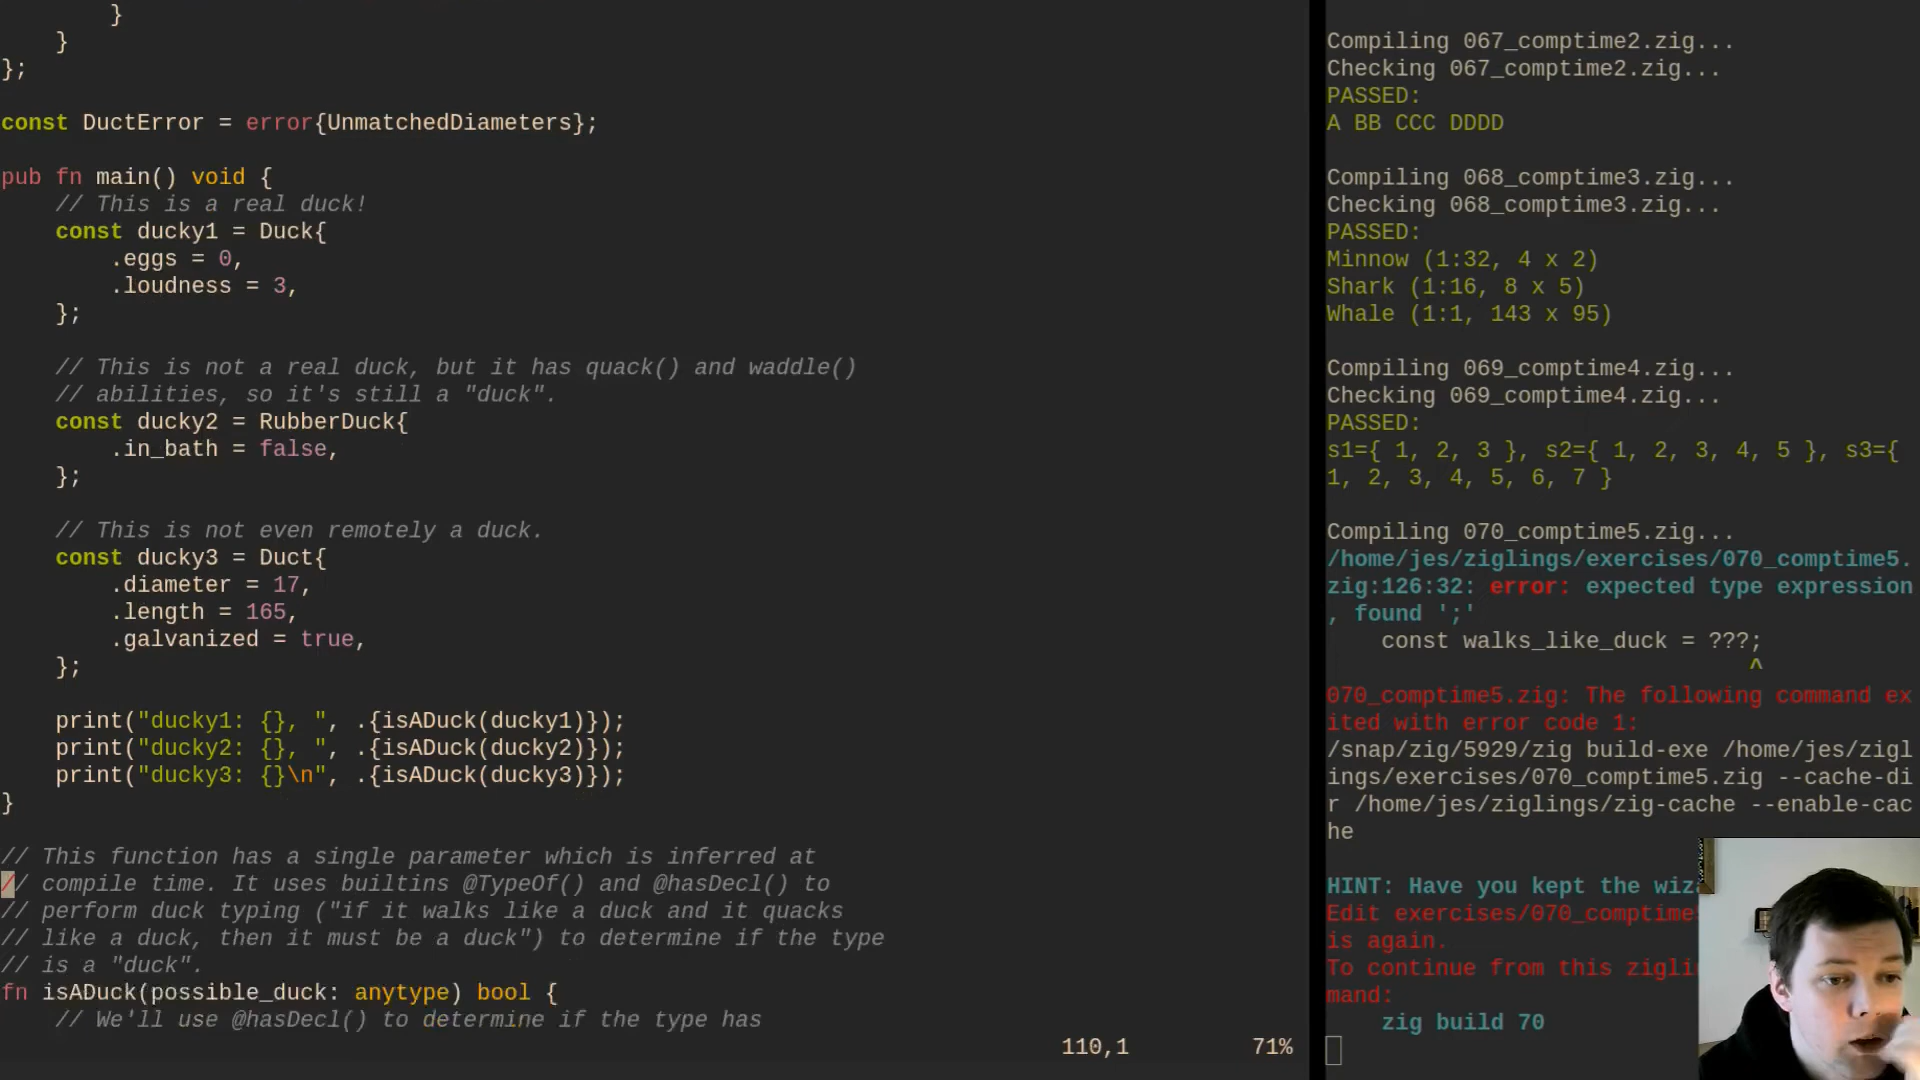 }
    }
};

const DuctError = error{UnmatchedDiameters};

pub fn main() void {
    // This is a real duck!
    const ducky1 = Duck{
        .eggs = 0,
        .loudness = 3,
    };

    // This is not a real duck, but it has quack() and waddle()
    // abilities, so it's still a "duck".
    const ducky2 = RubberDuck{
        .in_bath = false,
    };

    // This is not even remotely a duck.
    const ducky3 = Duct{
        .diameter = 17,
        .length = 165,
        .galvanized = true,
    };

    print("ducky1: {}, ", .{isADuck(ducky1)});
    print("ducky2: {}, ", .{isADuck(ducky2)});
    print("ducky3: {}\n", .{isADuck(ducky3)});
}

// This function has a single parameter which is inferred at
// compile time. It uses builtins @TypeOf() and @hasDecl() to
// perform duck typing ("if it walks like a duck and it quacks
// like a duck, then it must be a duck") to determine if the type
// is a "duck".
fn isADuck(possible_duck: anytype) bool {
    // We'll use @hasDecl() to determine if the type has
110,1 71%
Compiling 067_comptime2.zig...
Checking 067_comptime2.zig...
PASSED:
A BB CCC DDDD

Compiling 068_comptime3.zig...
Checking 068_comptime3.zig...
PASSED:
Minnow (1:32, 4 x 2)
Shark (1:16, 8 x 5)
Whale (1:1, 143 x 95)

Compiling 069_comptime4.zig...
Checking 069_comptime4.zig...
PASSED:
s1={ 1, 2, 3 }, s2={ 1, 2, 3, 4, 5 }, s3={
1, 2, 3, 4, 5, 6, 7 }

Compiling 070_comptime5.zig...
/home/jes/ziglings/exercises/070_comptime5.
zig:126:32: error: expected type expression
, found ';'
    const walks_like_duck = ???;
                               ^
070_comptime5.zig: The following command ex
ited with error code 1:
/snap/zig/5929/zig build-exe /home/jes/zigl
ings/exercises/070_comptime5.zig --cache-di
r /home/jes/ziglings/zig-cache --enable-cac
he

HINT: Have you kept the
Edit exercises/070_comptime
is again.
To continue from this
mand:
    zig build 70